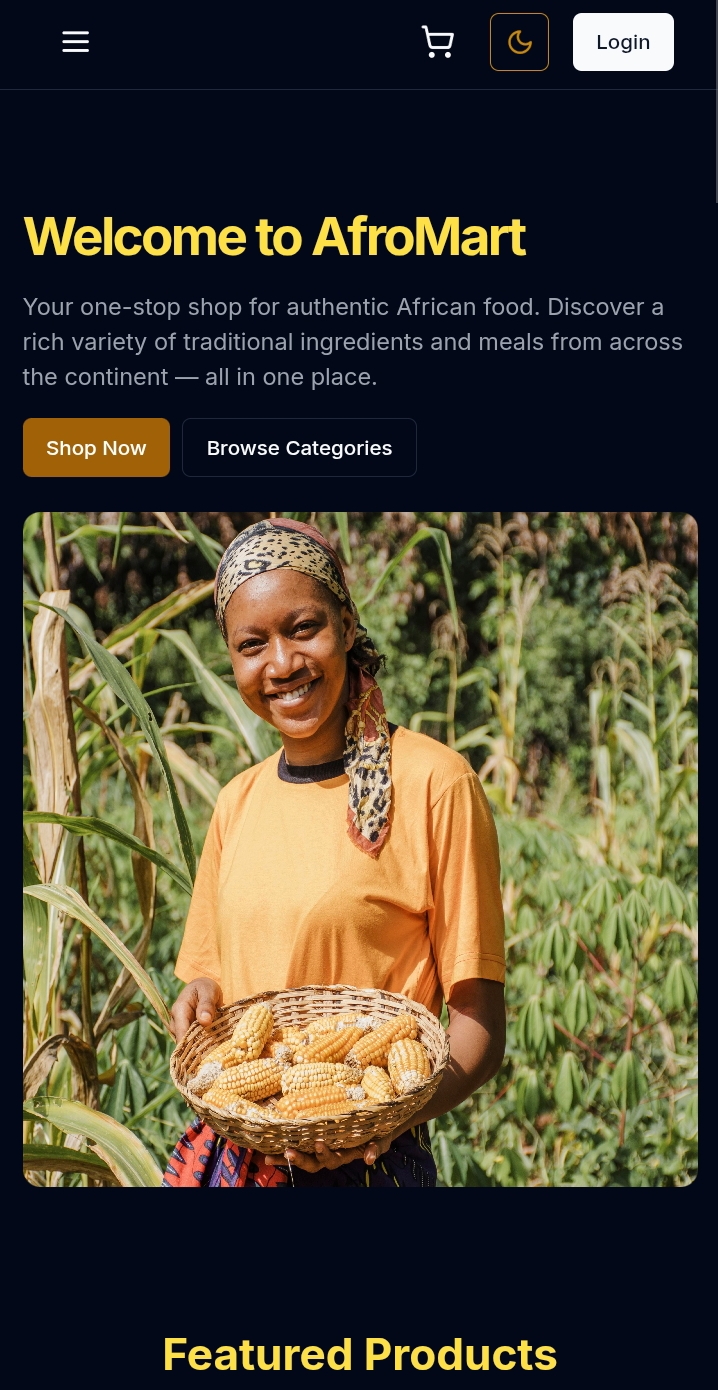 Login
Welcome to AfroMart
Your one-stop shop for authentic African food. Discover a
rich variety of traditional ingredients and meals from across
the continent — all in one place.
Shop Now
Browse Categories
Featured Products